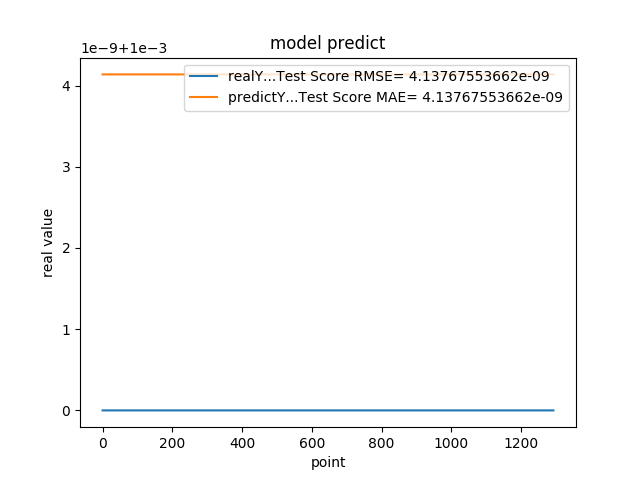 model predict
1e−9+1e−3
realY...Test Score RMSE= 4.13767553662e-09
predictY...Test Score MAE= 4.13767553662e-09
4
3
2
1
0
real value
0 200 400 600 800 1000 1200
point